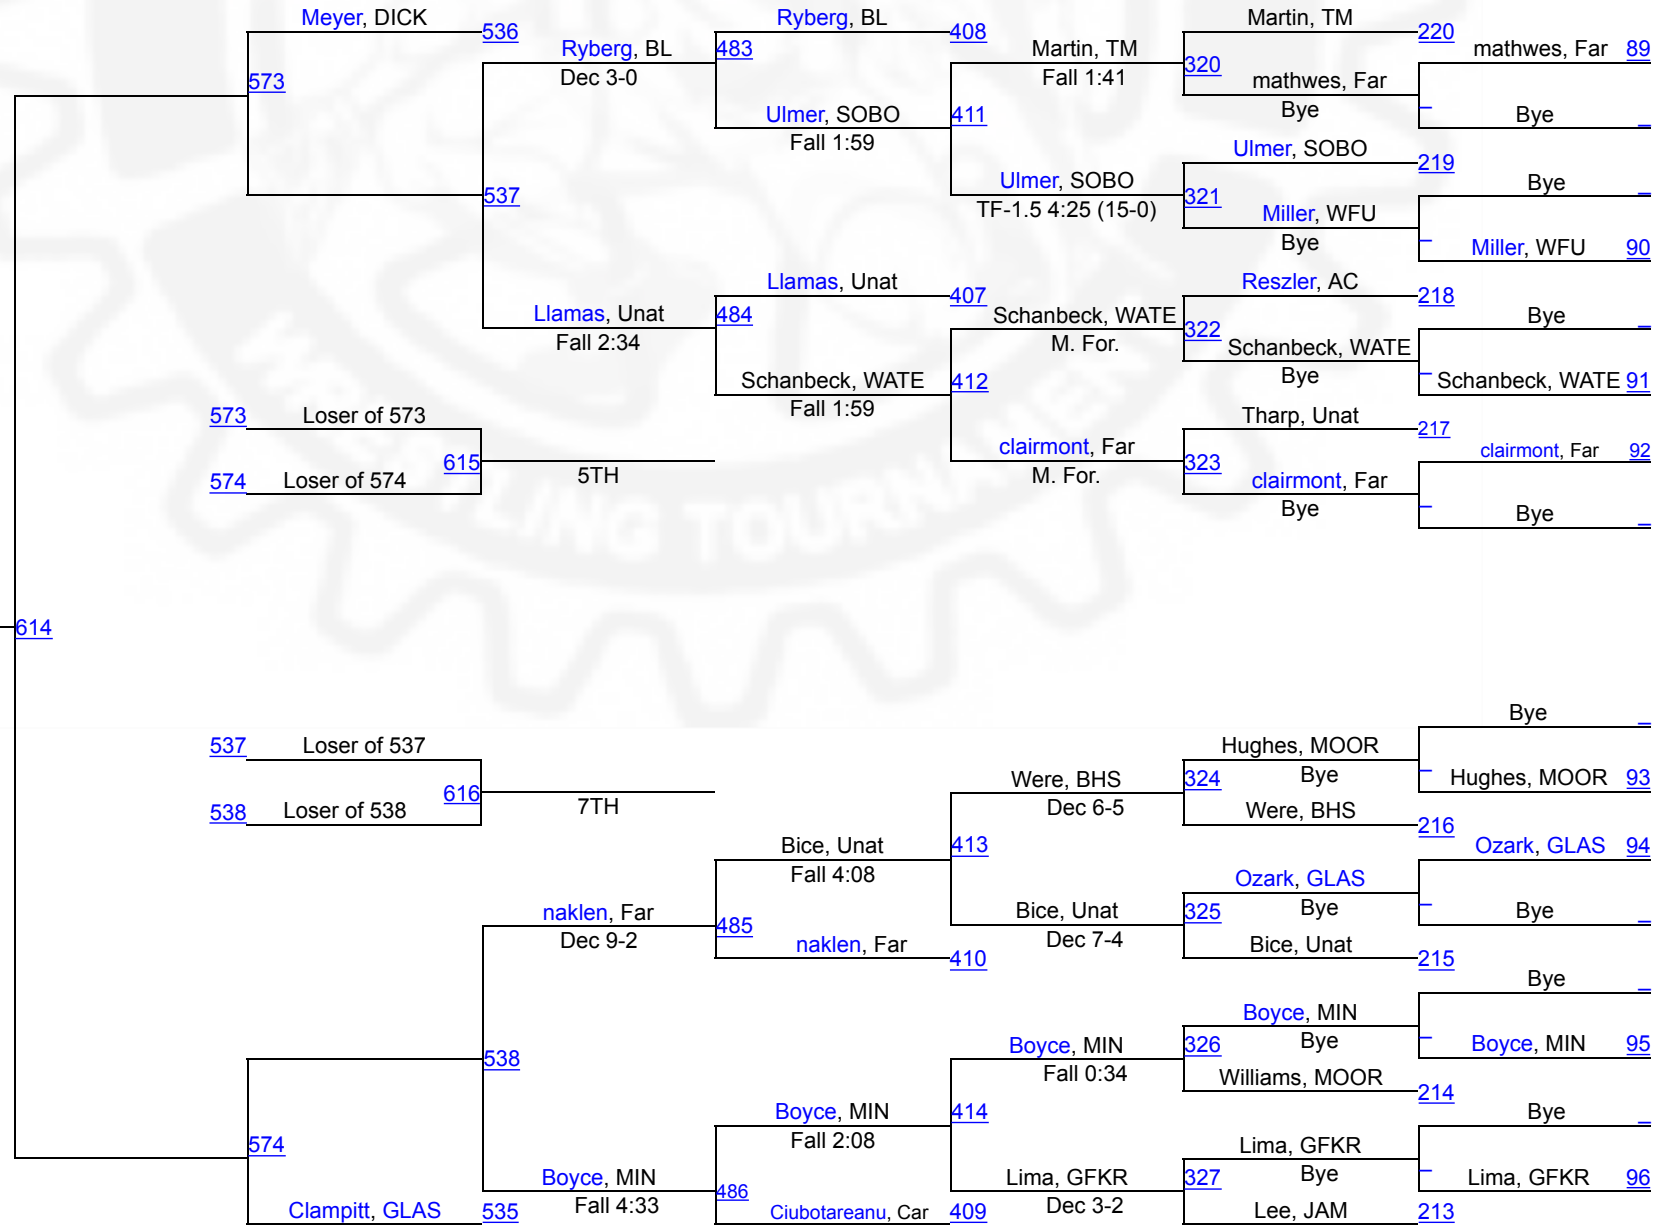 Meyer, DICK
536
573
Ryberg, BL
Dec 3-0
483
Ryberg, BL
408
Ulmer, SOBO
Fall 1:59
411
Martin, TM
Fall 1:41
320
Martin, TM
220
mathwes, Far
Bye
mathwes, Far 89
Bye
Ulmer, SOBO
TF-1.5 4:25 (15-0)
321
Ulmer, SOBO
219
Miller, WFU
Bye
Bye
Miller, WFU 90
537
Llamas, Unat
Fall 2:34
484
Llamas, Unat
407
Schanbeck, WATE
Fall 1:59
412
Schanbeck, WATE
M. For.
322
Reszler, AC
218
Schanbeck, WATE
Bye
Bye
Schanbeck, WATE 91
clairmont, Far
M. For.
323
Tharp, Unat
217
clairmont, Far
Bye
clairmont, Far 92
Bye
573 Loser of 573
615
574 Loser of 574
5TH
WRESTLING TOURNAMENT
614
537 Loser of 537
616
538 Loser of 538
7TH
Bice, Unat
Fall 4:08
413
Were, BHS
Dec 6-5
324
Hughes, MOOR
Bye
Were, BHS
216
Bye
Hughes, MOOR 93
Bice, Unat
Dec 7-4
325
Ozark, GLAS
Bye
Bice, Unat
215
Ozark, GLAS 94
Bye
naklen, Far
Dec 9-2
485
naklen, Far
410
538
Boyce, MIN
Fall 4:33
486
Boyce, MIN
Fall 2:08
414
Boyce, MIN
Fall 0:34
326
Boyce, MIN
Bye
Williams, MOOR
214
Bye
Boyce, MIN 95
Lima, GFKR
Dec 3-2
327
Lima, GFKR
Bye
Lee, JAM
213
Bye
Lima, GFKR 96
Ciubotareanu, Car
409
574
Clampitt, GLAS
535